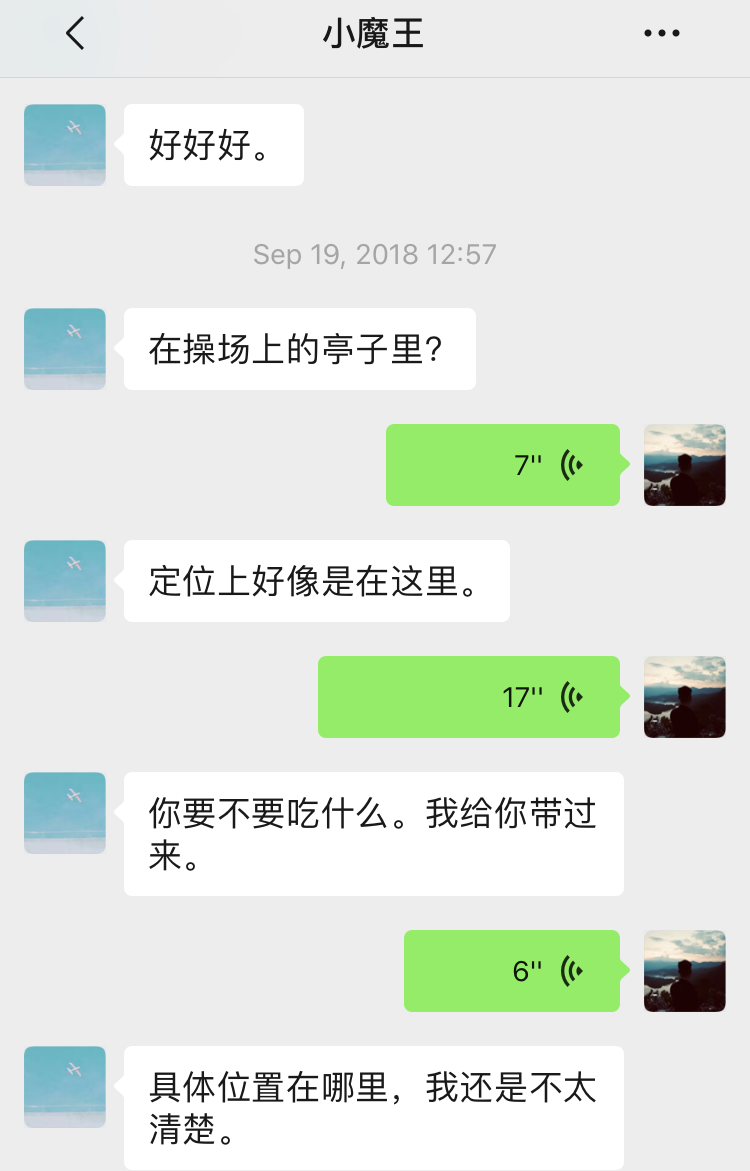 小魔王
好好好。
Sep 19, 2018 12:57
在操场上的亭子里?
7''
定位上好像是在这里。
17''
你要不要吃什么。我给你带过
来。
6''
具体位置在哪里，我还是不太
清楚。